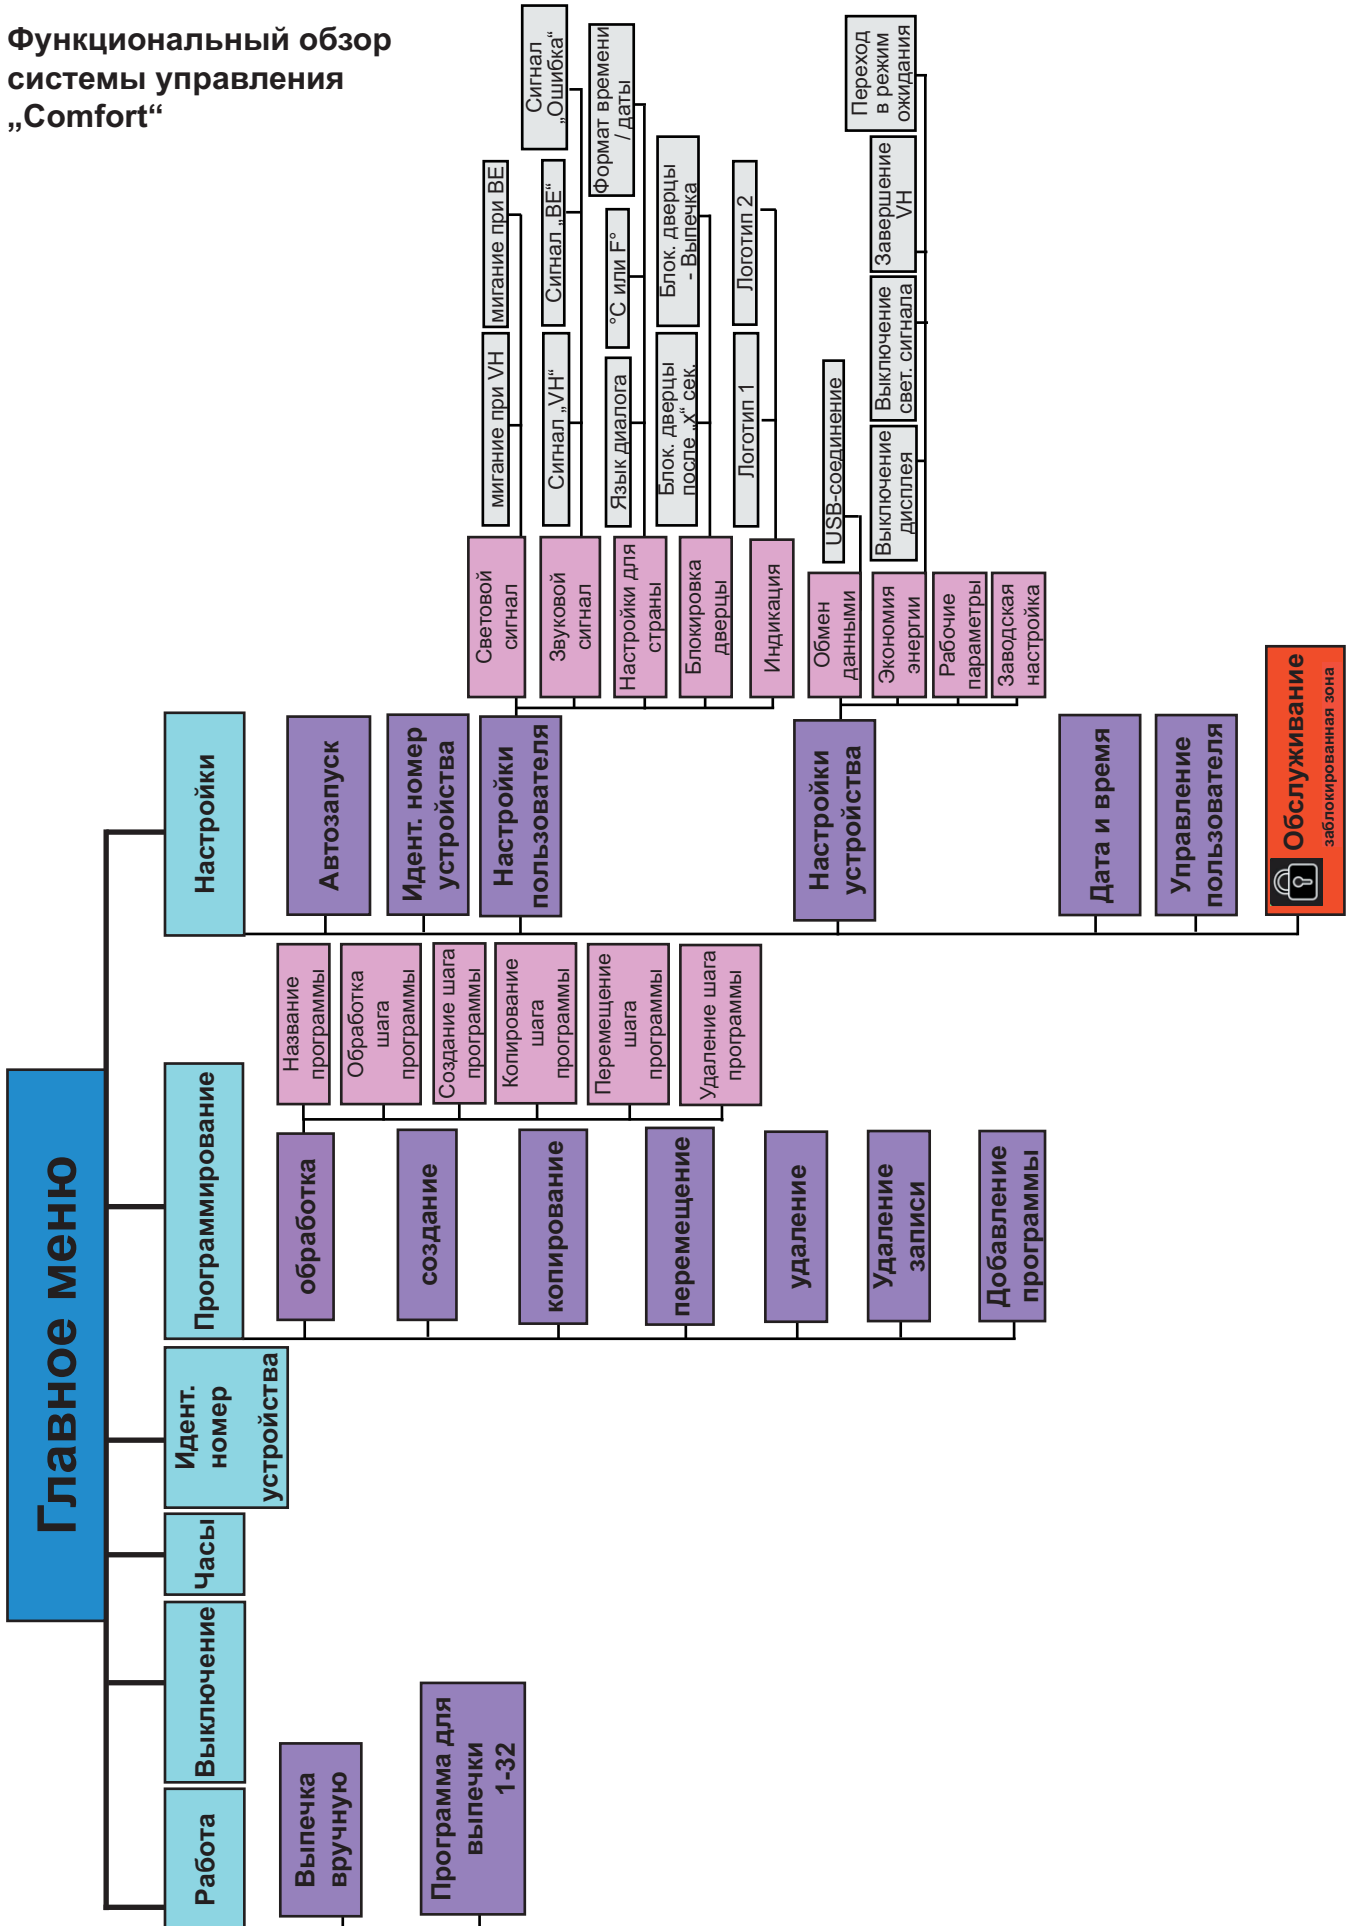 Функциональный обзор
системы управления
„Comfort“
Главное меню
Работа
Выключение
Часы
Идент.
номер
устройства
Программирование
Настройки
Выпечка
вручную
Программа для
выпечки
1-32
обработка
создание
копирование
перемещение
удаление
Удаление
записи
Добавление
программы
Название
программы
Обработка
шага
программы
Создание шага
программы
Копирование
шага
программы
Перемещение
шага
программы
Удаление шага
программы
Автозапуск
Идент. номер
устройства
Настройки
пользователя
Настройки
устройства
Дата и время
Управление
пользователя
Обслуживание
заблокированная зона
Световой
сигнал
Звуковой
сигнал
Настройки для
страны
Блокировка
дверцы
Индикация
Обмен
данными
Экономия
энергии
Рабочие
параметры
Заводская
настройка
мигание при VH
мигание при BE
Сигнал „VH“
Сигнал „BE“
Сигнал
„Ошибка“
Язык диалога
°C или F°
Формат времени
/ даты
Блок. дверцы
после „x“ сек.
Блок. дверцы
- Выпечка
Логотип 1
Логотип 2
USB-соединение
Выключение
дисплея
Выключение
свет. сигнала
Завершение
VH
Переход
в режим
ожидания